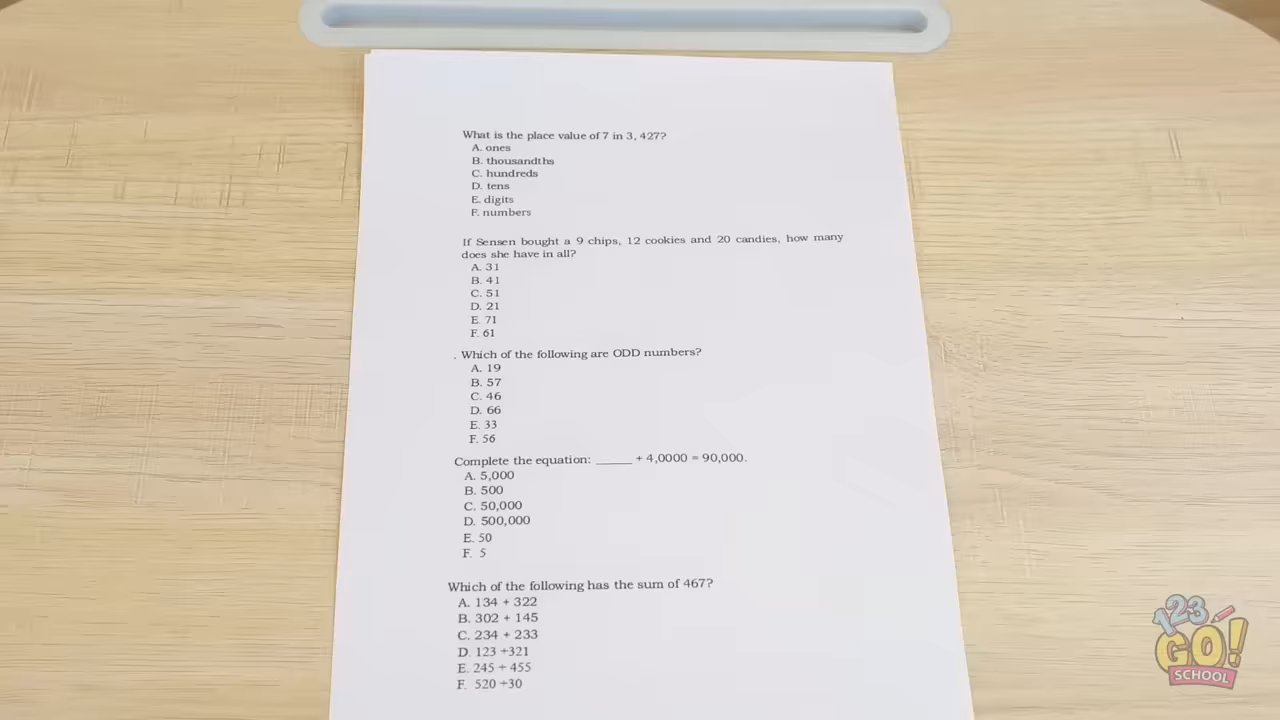 What is the place value of 7 in 3, 427?
A. ones
B. thousandths
C. hundreds
D. tens
E. digits
F. numbers
If Sensen bought a 9 chips, 12 cookies and 20 candies, how many
does she have in all?
A. 31
B. 41
C. 51
D. 21
E. 71
F. 61
. Which of the following are ODD numbers?
A. 19
B. 57
C. 46
D. 66
E. 33
F. 56
Complete the equation: _____ + 4,0000 = 90,000.
A. 5,000
B. 500
C. 50,000
D. 500,000
E. 50
F. 5
Which of the following has the sum of 467?
A. 134 + 322
B. 302 + 145
C. 234 + 233
D. 123 +321
E. 245 + 455
F. 520 +30
123
GO!
SCHOOL